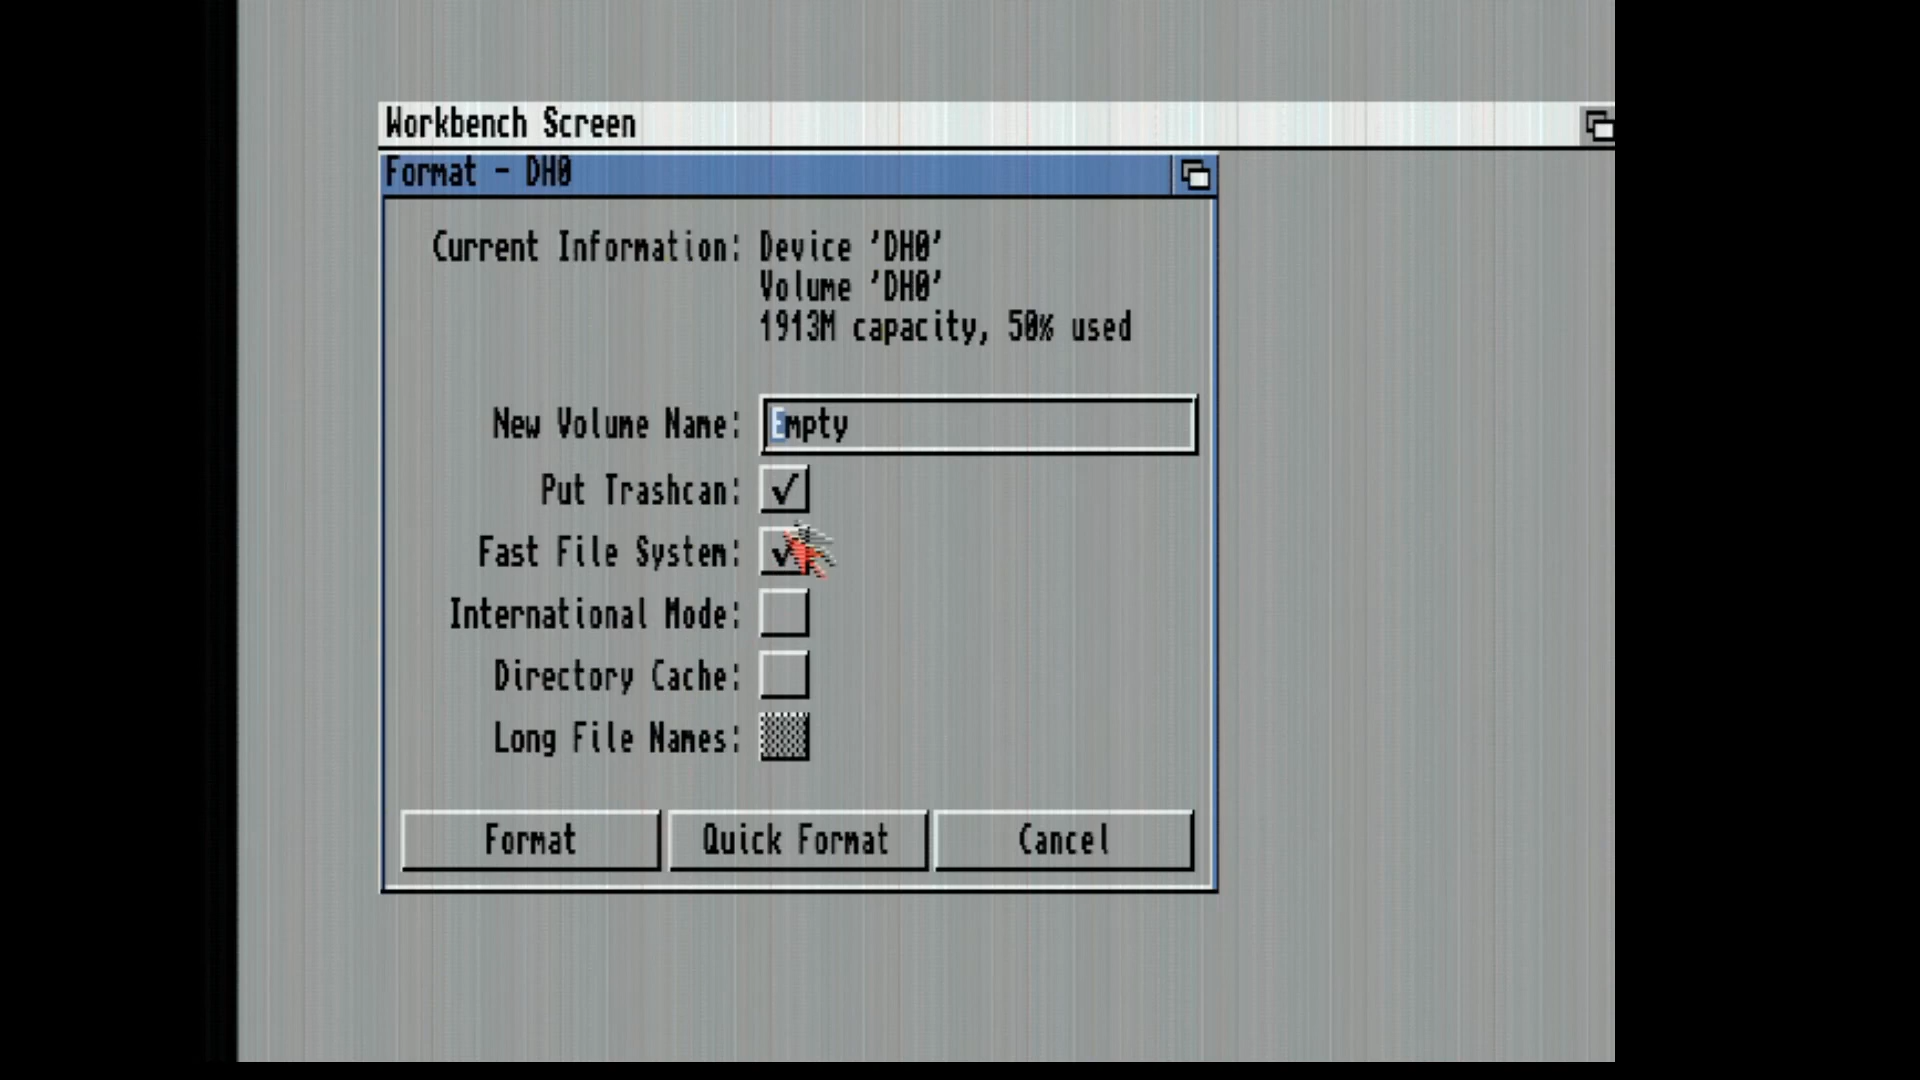 Workbench Screen
Format - DH0
Current Information: Device 'DH0'
Volume 'DH0'
1913M capacity, 50% used
New Volume Name: Empty
Put Trashcan:
Fast File System:
International Mode:
Directory Cache:
Long File Names:
Format Quick Format Cancel